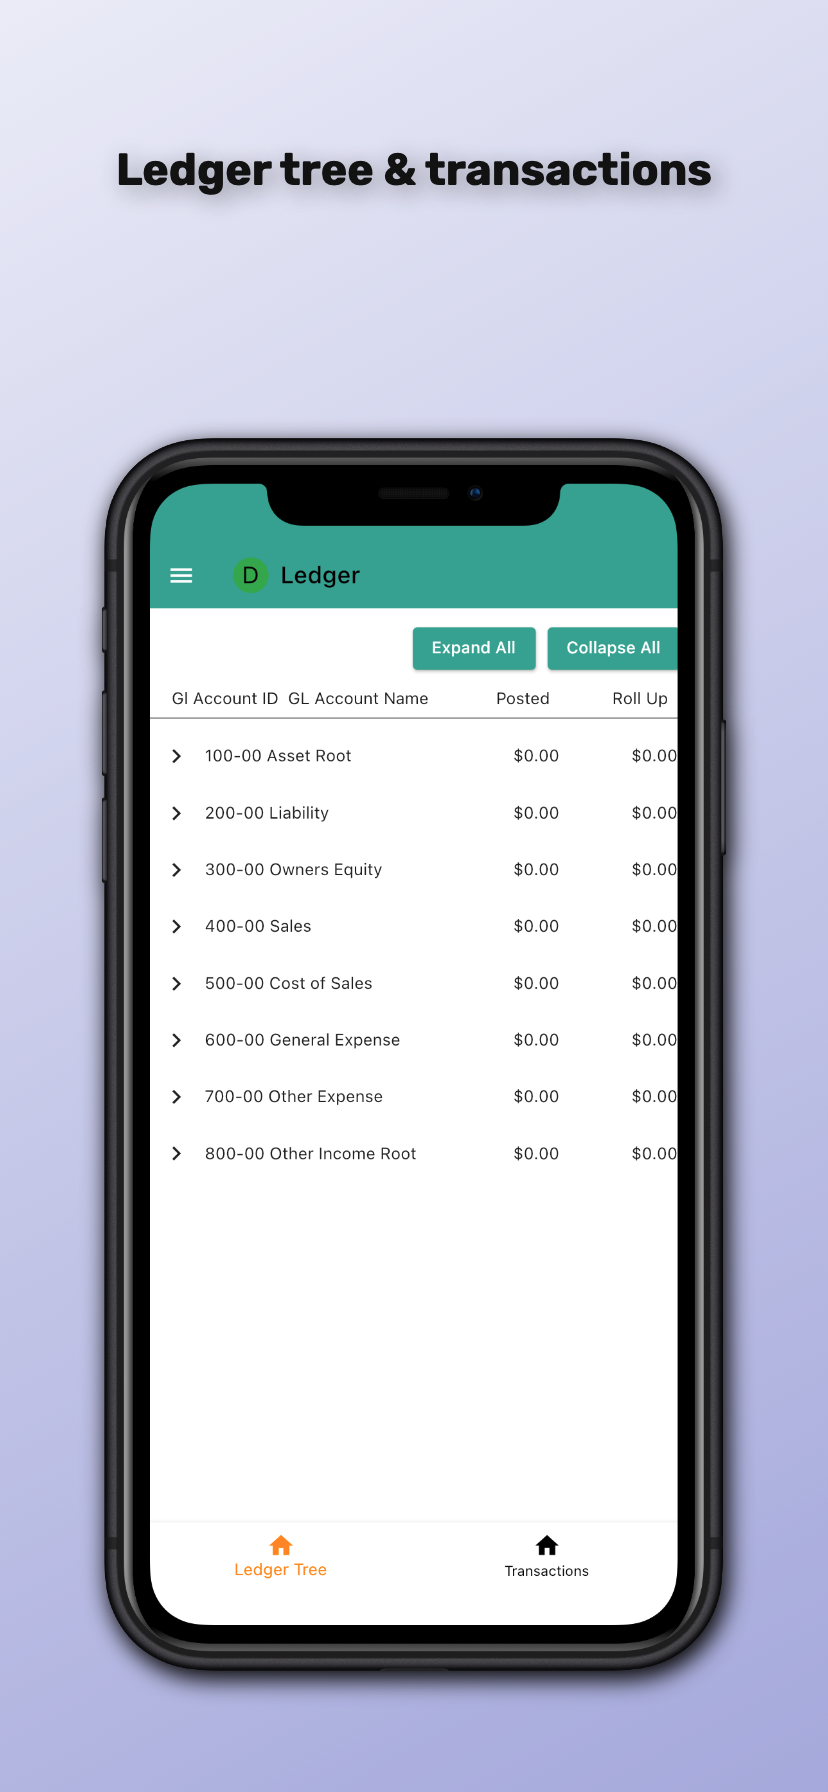 Ledger tree & transactions
D Ledger
Expand All Collapse All
Gl Account ID GL Account Name Posted Roll Up
100-00 Asset Root $0.00 $0.00
200-00 Liability $0.00 $0.00
300-00 Owners Equity $0.00 $0.00
400-00 Sales $0.00 $0.00
500-00 Cost of Sales $0.00 $0.00
600-00 General Expense $0.00 $0.00
700-00 Other Expense $0.00 $0.00
800-00 Other Income Root $0.00 $0.00
Ledger Tree Transactions